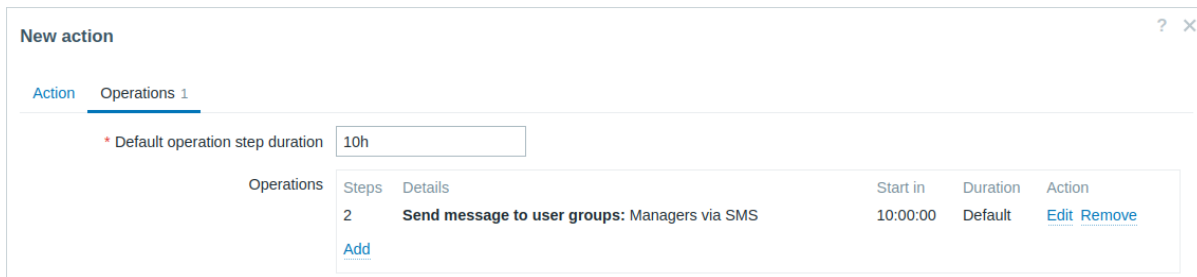 New action
? ×
Action Operations 1
* Default operation step duration 10h
Operations Steps Details Start in Duration Action
2 Send message to user groups: Managers via SMS 10:00:00 Default Edit Remove
Add